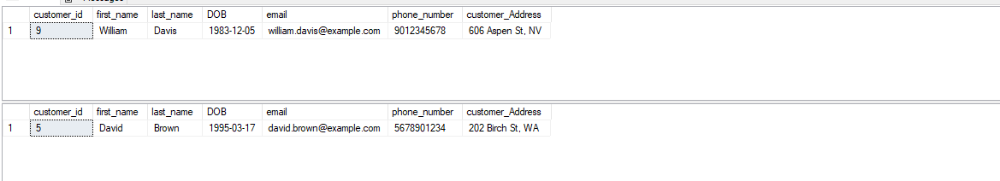 Messages
customer_id first_name last_name DOB email phone_number customer_Address
1 9 William Davis 1983-12-05 william.davis@example.com 9012345678 606 Aspen St, NV
customer_id first_name last_name DOB email phone_number customer_Address
1 5 David Brown 1995-03-17 david.brown@example.com 5678901234 202 Birch St, WA